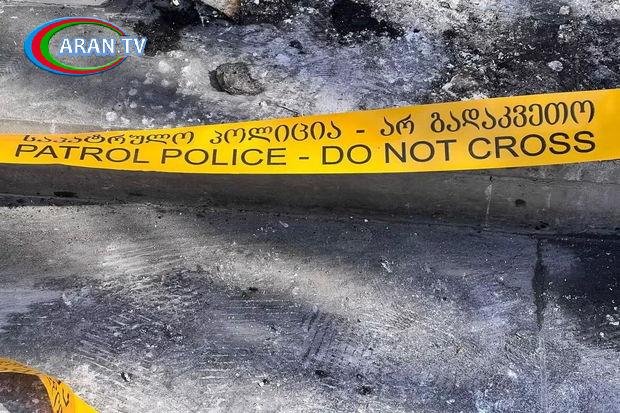 ARAN TV
საპატრულო პოლიცია - არ გადაკვეთო
PATROL POLICE - DO NOT CROSS